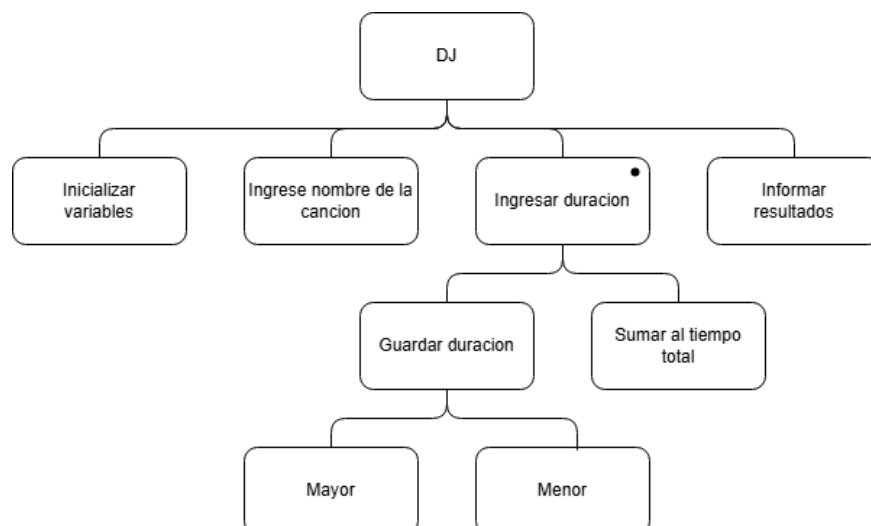 DJ
Inicializar
variables
Ingrese nombre de la
cancion
Ingresar duracion
Informar
resultados
Guardar duracion
Sumar al tiempo
total
Mayor
Menor